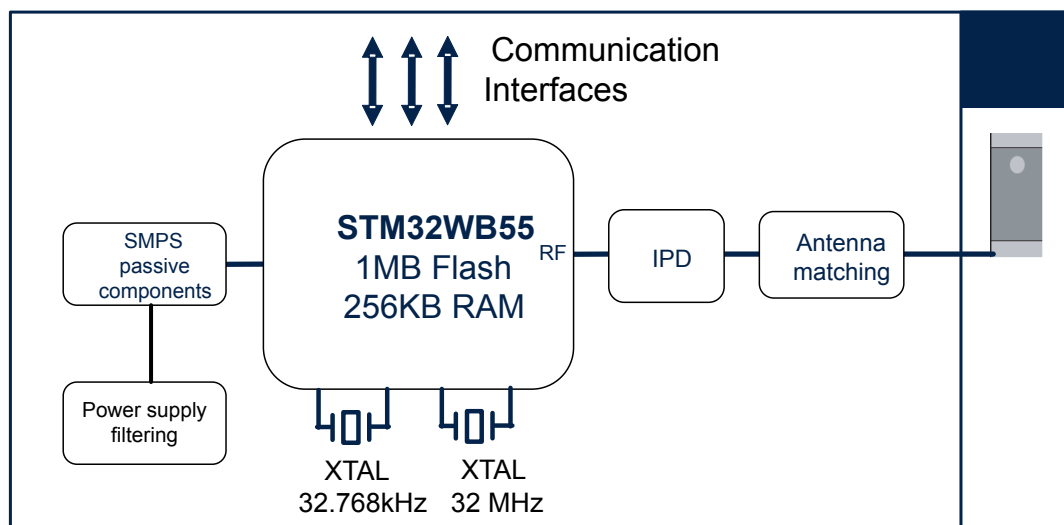 Communication
Interfaces
STM32WB55
1MB Flash
256KB RAM
RF
SMPS
passive
components
IPD
Antenna
matching
Power supply
filtering
XTAL
32.768kHz
XTAL
32 MHz